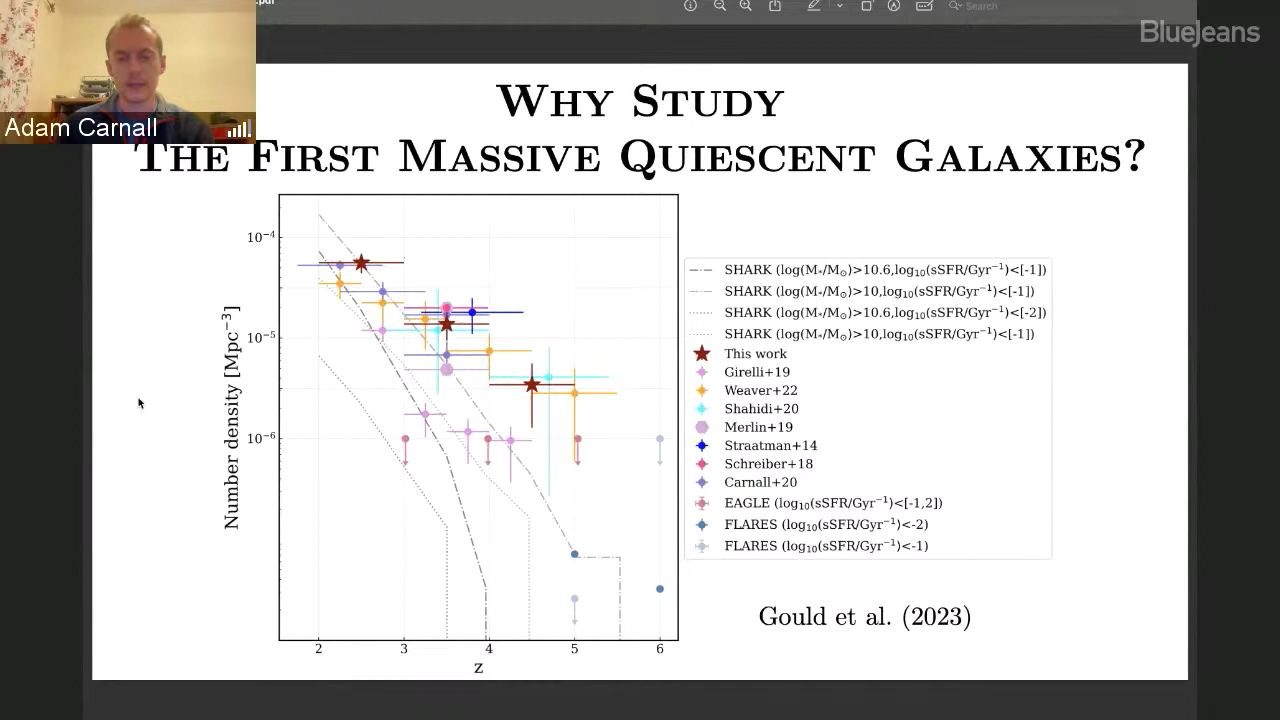 .pdf
Search
BlueJeans
Adam Carnall
Why Study
The First Massive Quiescent Galaxies?
Number density [Mpc⁻³]
10⁻⁴
10⁻⁵
10⁻⁶
2 3 4 5 6
z
SHARK (log(M*/M⊙)>10.6,log₁₀(sSFR/Gyr⁻¹)<[-1])
SHARK (log(M*/M⊙)>10,log₁₀(sSFR/Gyr⁻¹)<[-1])
SHARK (log(M*/M⊙)>10.6,log₁₀(sSFR/Gyr⁻¹)<[-2])
SHARK (log(M*/M⊙)>10,log₁₀(sSFR/Gyr⁻¹)<[-1])
This work
Girelli+19
Weaver+22
Shahidi+20
Merlin+19
Straatman+14
Schreiber+18
Carnall+20
EAGLE (log₁₀(sSFR/Gyr⁻¹)<[-1,2])
FLARES (log₁₀(sSFR/Gyr⁻¹)<-2)
FLARES (log₁₀(sSFR/Gyr⁻¹)<-1)
Gould et al. (2023)